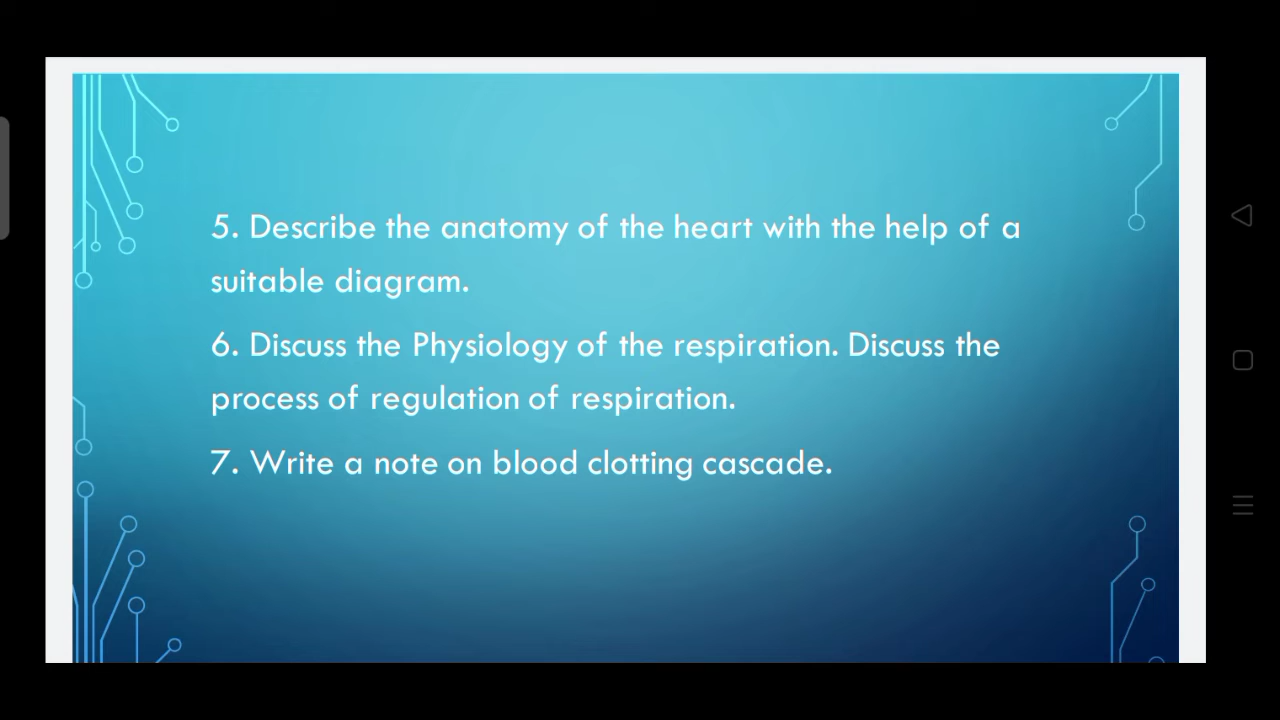 5. Describe the anatomy of the heart with the help of a
suitable diagram.
6. Discuss the Physiology of the respiration. Discuss the
process of regulation of respiration.
7. Write a note on blood clotting cascade.